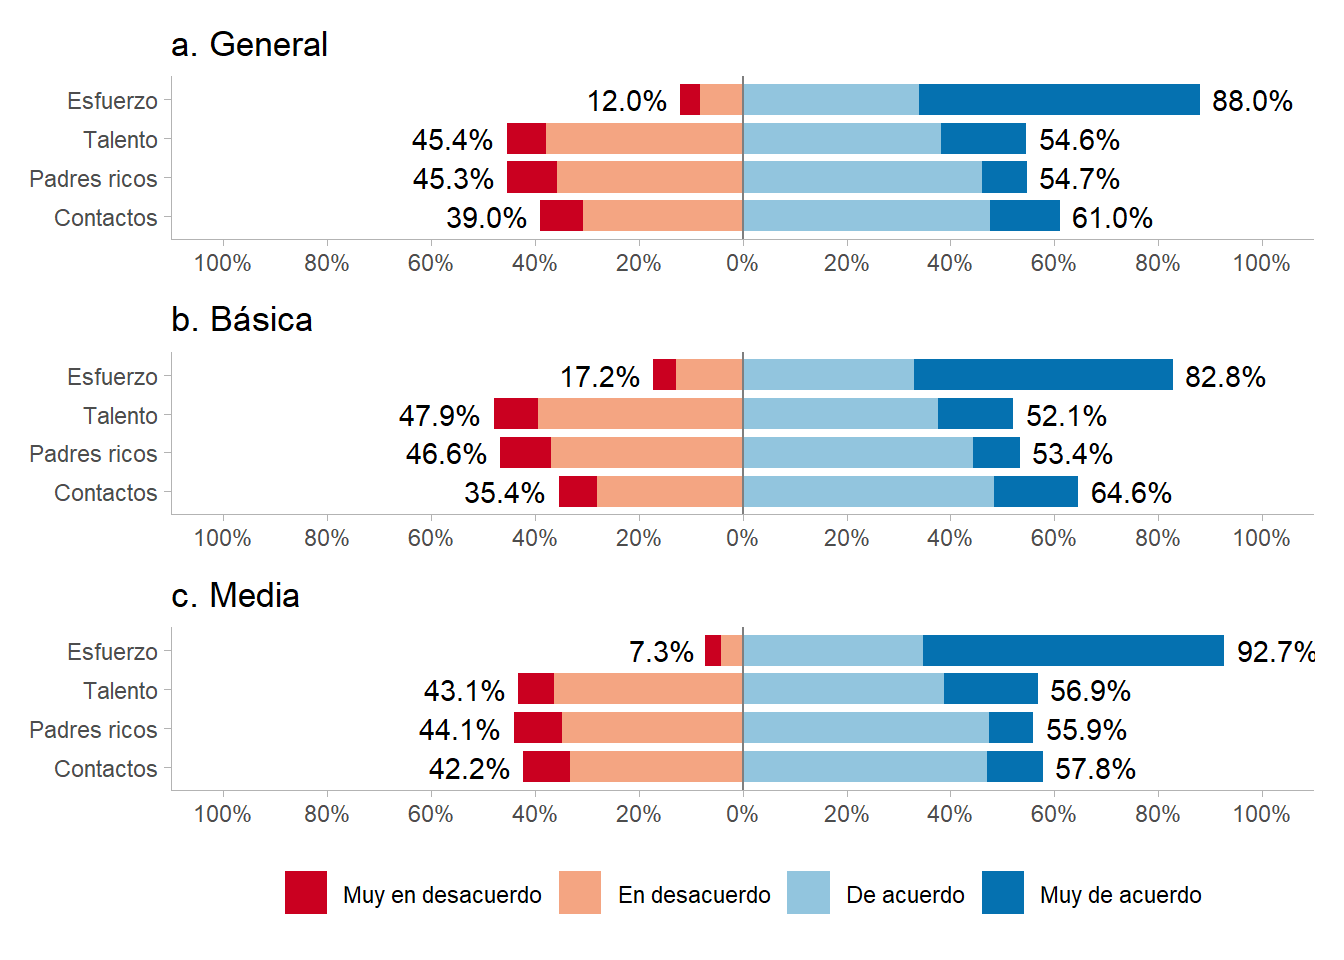 a. General
Esfuerzo 12.0% 88.0%
Talento 45.4% 54.6%
Padres ricos 45.3% 54.7%
Contactos 39.0% 61.0%
100% 80% 60% 40% 20% 0% 20% 40% 60% 80% 100%
b. Básica
Esfuerzo 17.2% 82.8%
Talento 47.9% 52.1%
Padres ricos 46.6% 53.4%
Contactos 35.4% 64.6%
100% 80% 60% 40% 20% 0% 20% 40% 60% 80% 100%
c. Media
Esfuerzo 7.3% 92.7%
Talento 43.1% 56.9%
Padres ricos 44.1% 55.9%
Contactos 42.2% 57.8%
100% 80% 60% 40% 20% 0% 20% 40% 60% 80% 100%
Muy en desacuerdo En desacuerdo De acuerdo Muy de acuerdo